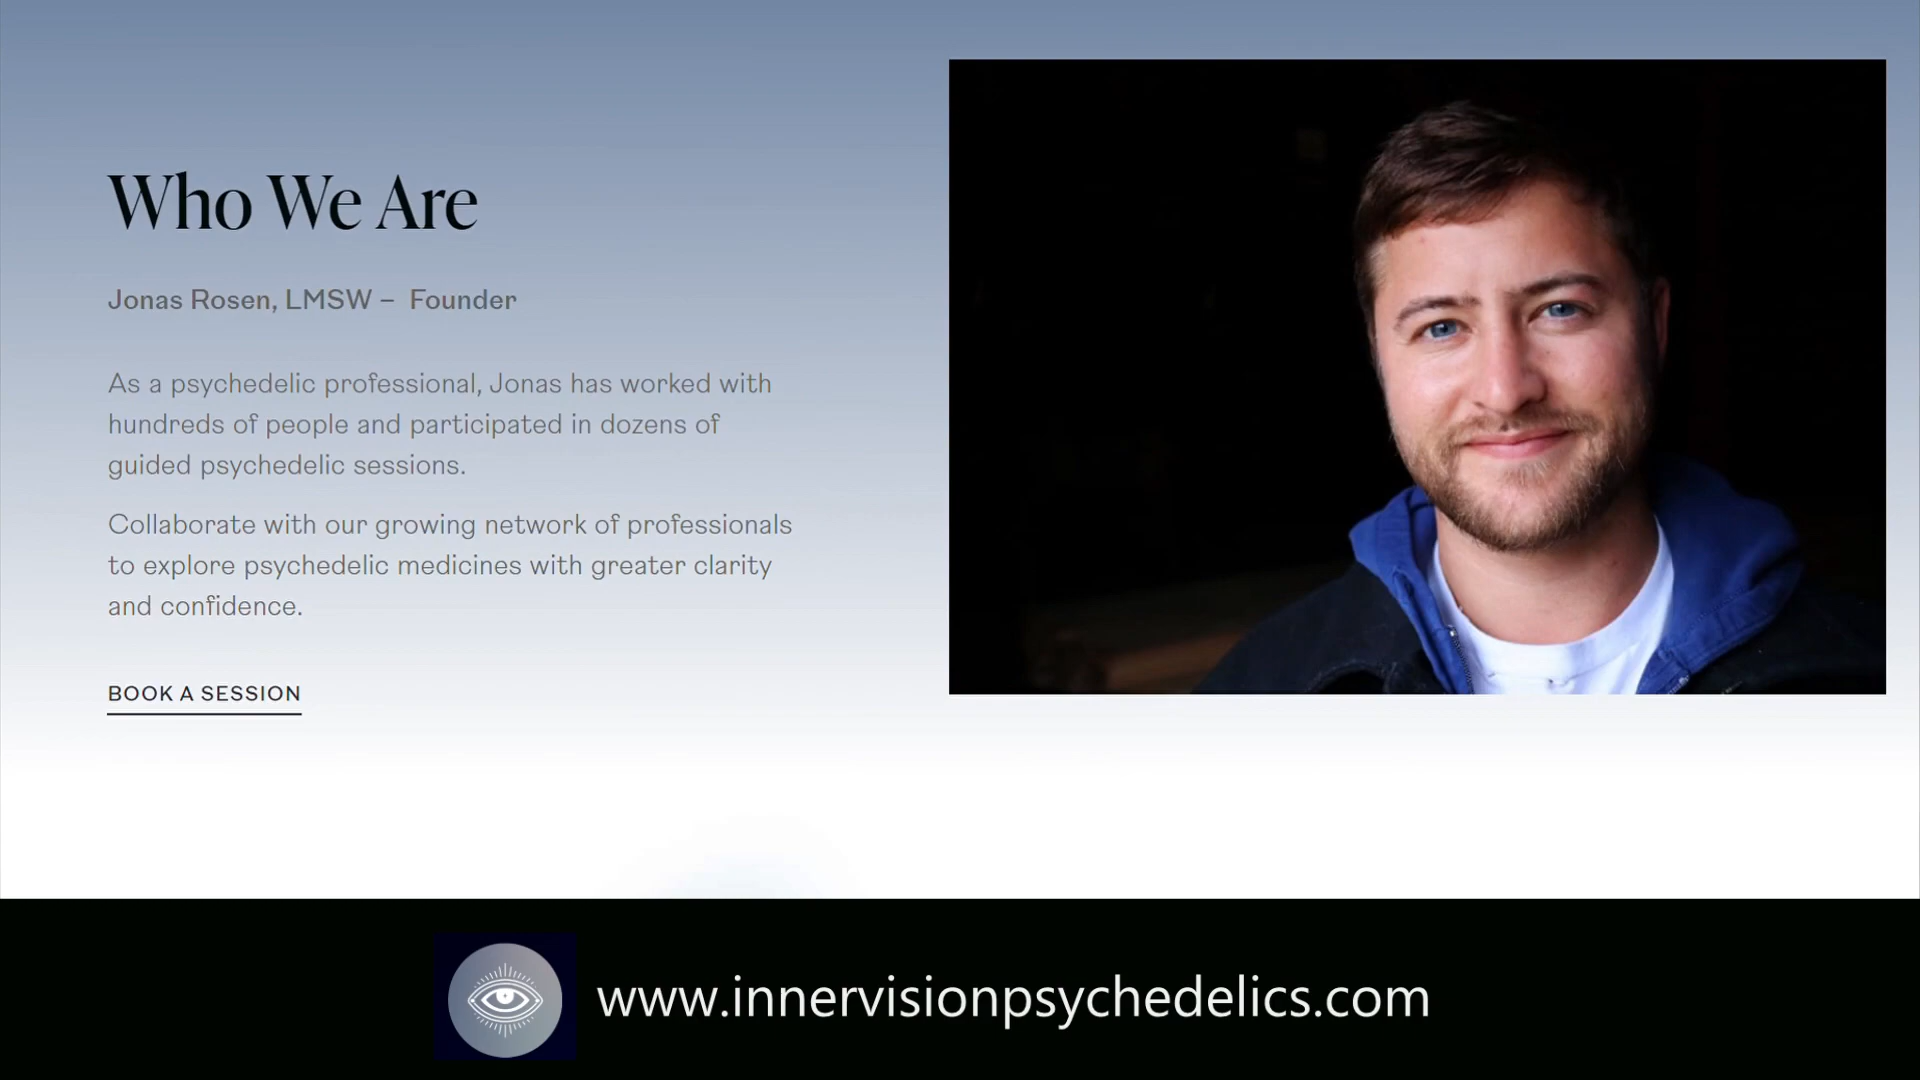 Who We Are
Jonas Rosen, LMSW – Founder
As a psychedelic professional, Jonas has worked with
hundreds of people and participated in dozens of
guided psychedelic sessions.
Collaborate with our growing network of professionals
to explore psychedelic medicines with greater clarity
and confidence.
BOOK A SESSION
www.innervisionpsychedelics.com